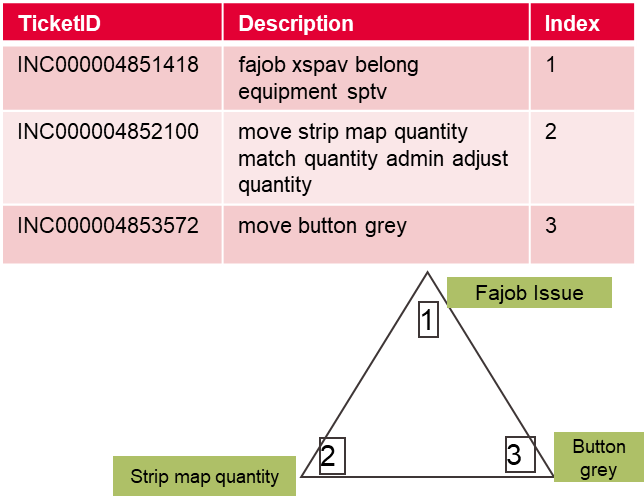 TicketID Description Index
INC000004851418 fajob xspav belong 1
equipment sptv
INC000004852100 move strip map quantity 2
match quantity admin adjust
quantity
INC000004853572 move button grey 3
Fajob Issue
1
2
3
Strip map quantity
Button
grey